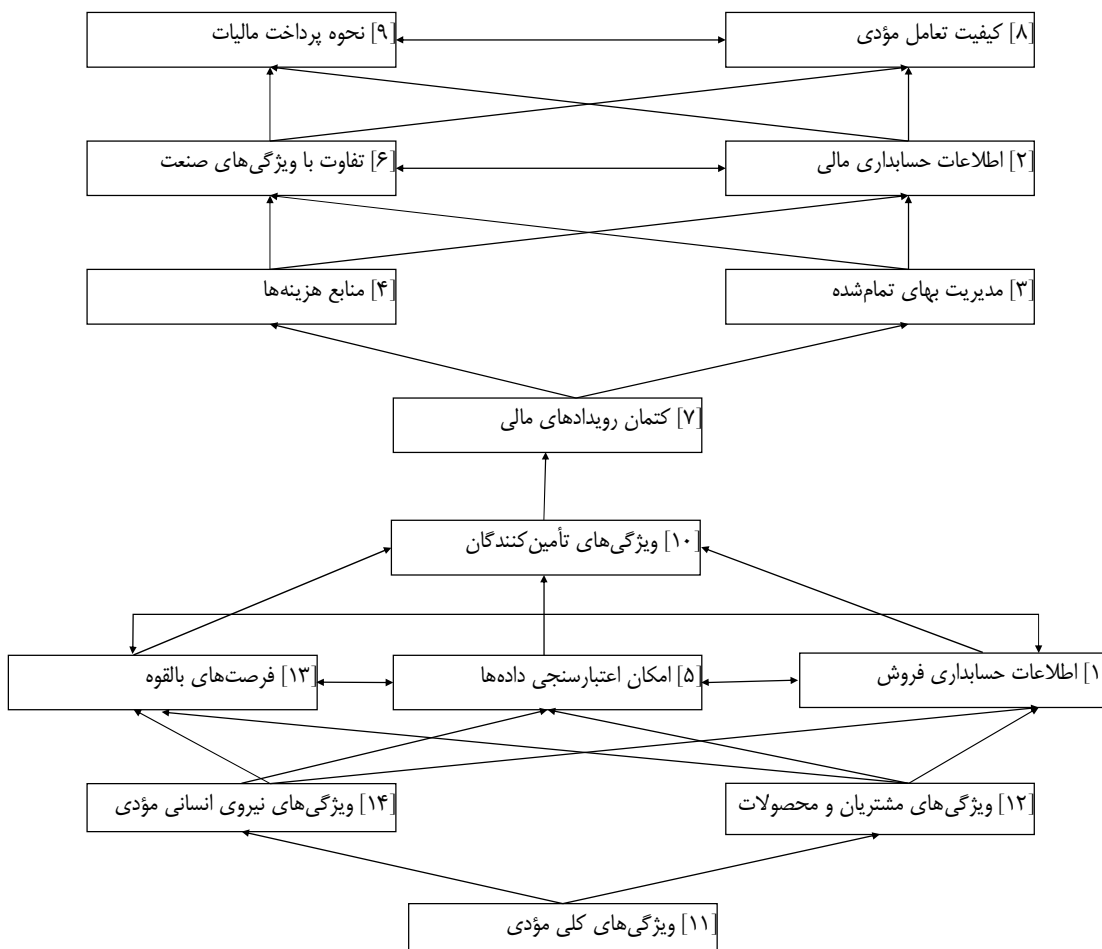 [۸] کیفیت تعامل مؤدی
[۹] نحوه پرداخت مالیات
[۲] اطلاعات حسابداری مالی
[۶] تفاوت با ویژگی‌های صنعت
[۳] مدیریت بهای تمام‌شده
[۴] منابع هزینه‌ها
[۷] کتمان رویدادهای مالی
[۱۰] ویژگی‌های تأمین‌کنندگان
۱] اطلاعات حسابداری فروش
[۵] امکان اعتبارسنجی داده‌ها
[۱۳] فرصت‌های بالقوه
[۱۲] ویژگی‌های مشتریان و محصولات
[۱۴] ویژگی‌های نیروی انسانی مؤدی
[۱۱] ویژگی‌های کلی مؤدی